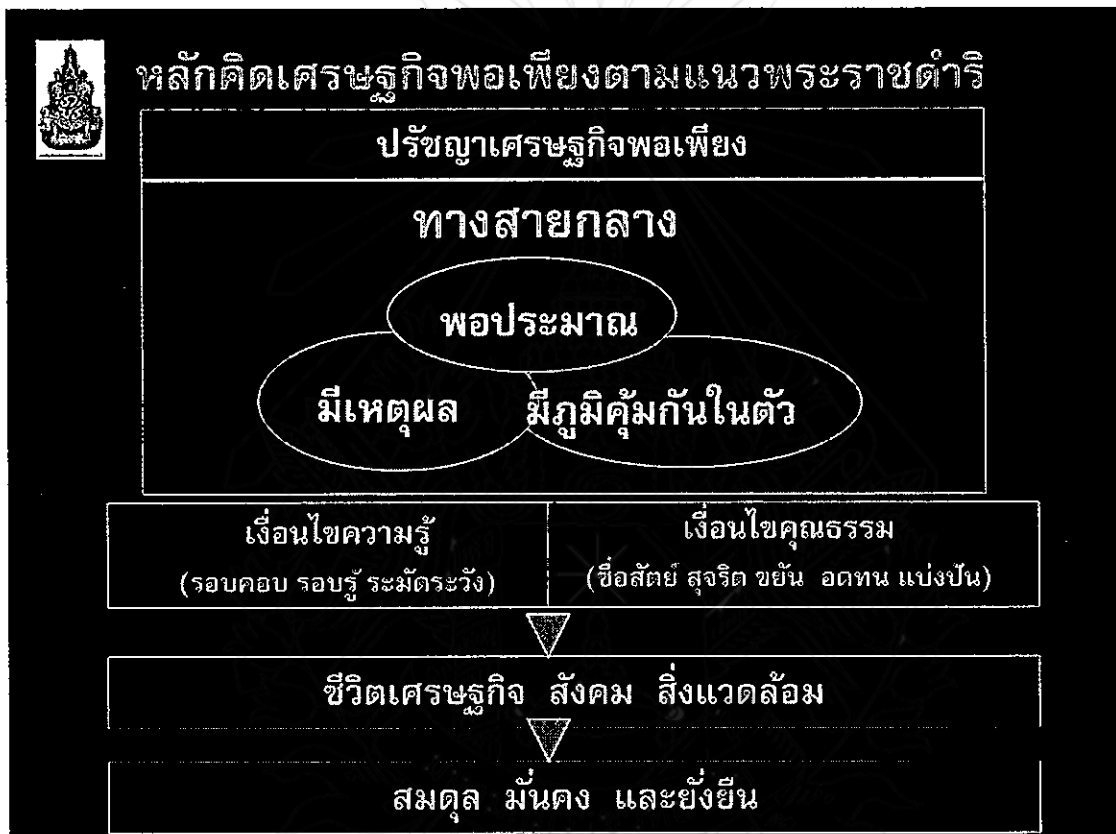 หลักคิดเศรษฐกิจพอเพียงตามแนวพระราชดำริ
ปรัชญาเศรษฐกิจพอเพียง
ทางสายกลาง
พอประมาณ
มีเหตุผล มีภูมิคุ้มกันในตัว
เงื่อนไขความรู้
(รอบคอบ รอบรู้ ระมัดระวัง)
เงื่อนไขคุณธรรม
(ซื่อสัตย์ สุจริต ขยัน อดทน แบ่งปัน)
ชีวิตเศรษฐกิจ สังคม สิ่งแวดล้อม
สมดุล มั่นคง และยั่งยืน